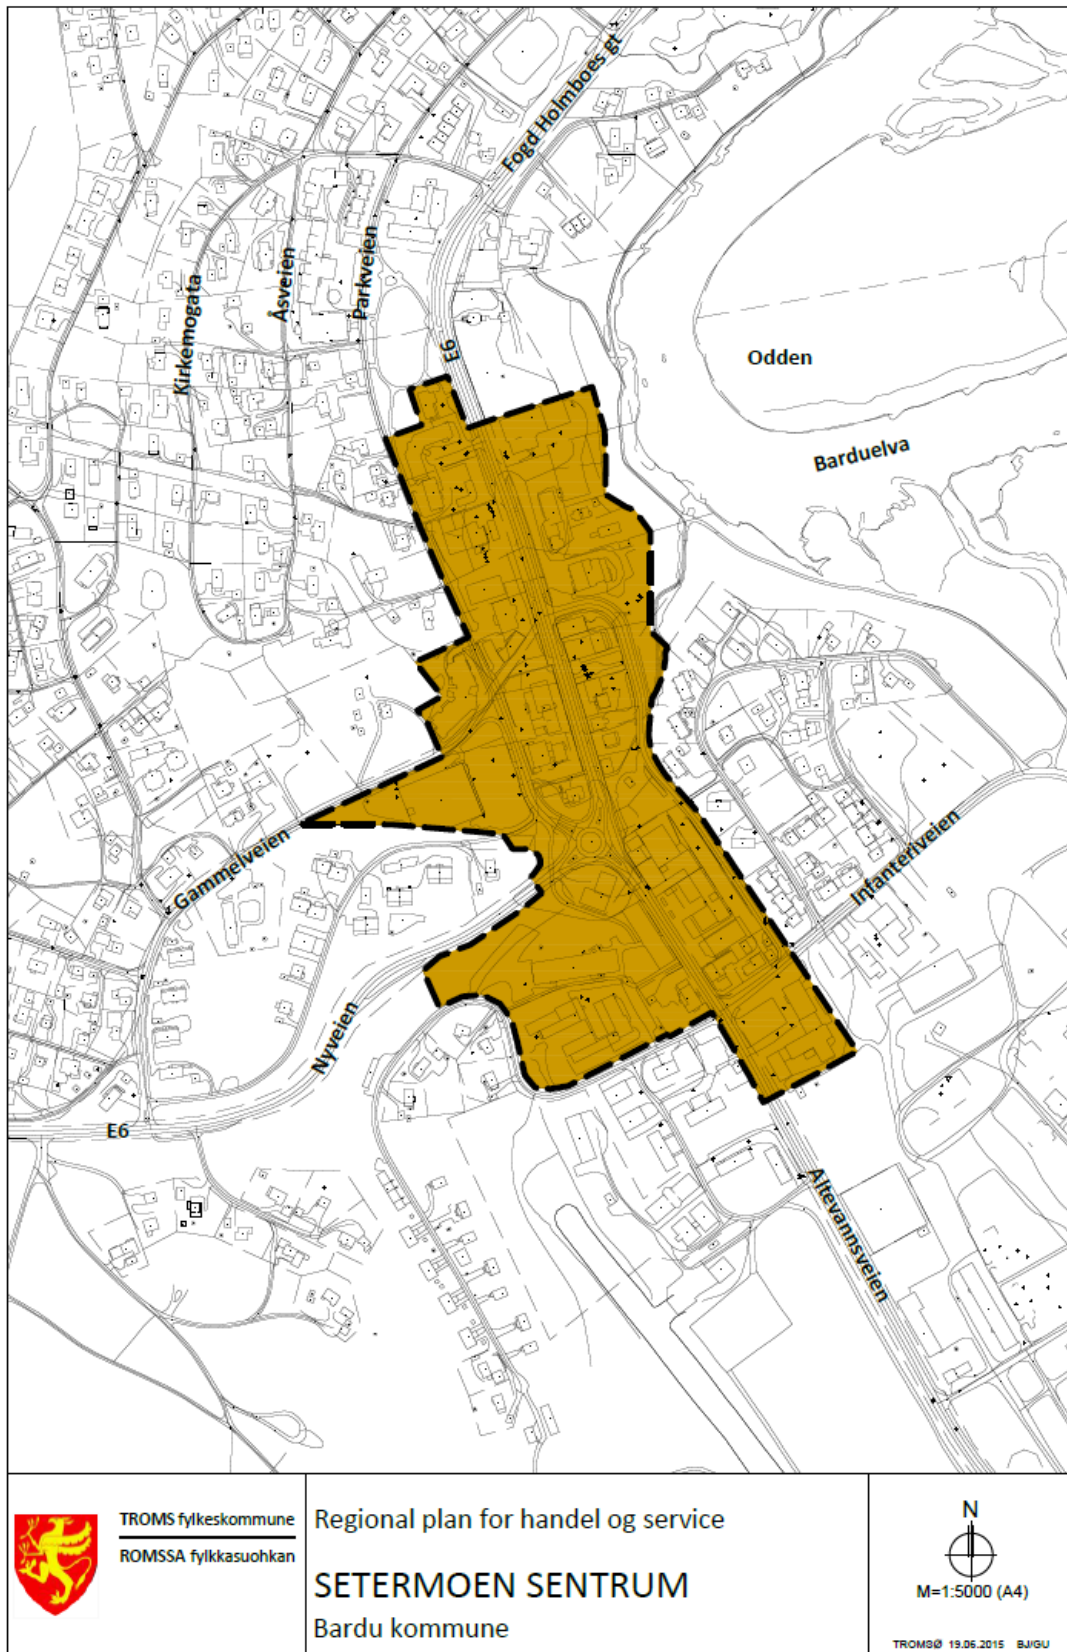 Fogd Holmboes gt
Kirkemogata
Åsveien
Parkveien
E6
Odden
Barduelva
Gammelveien
Infanteriveien
Nyveien
E6
Altevannsveien
TROMS fylkeskommune
ROMSSA fylkkasuohkan
Regional plan for handel og service
SETERMOEN SENTRUM
Bardu kommune
N
M=1:5000 (A4)
TROMSØ 19.06.2015 BJ/GU